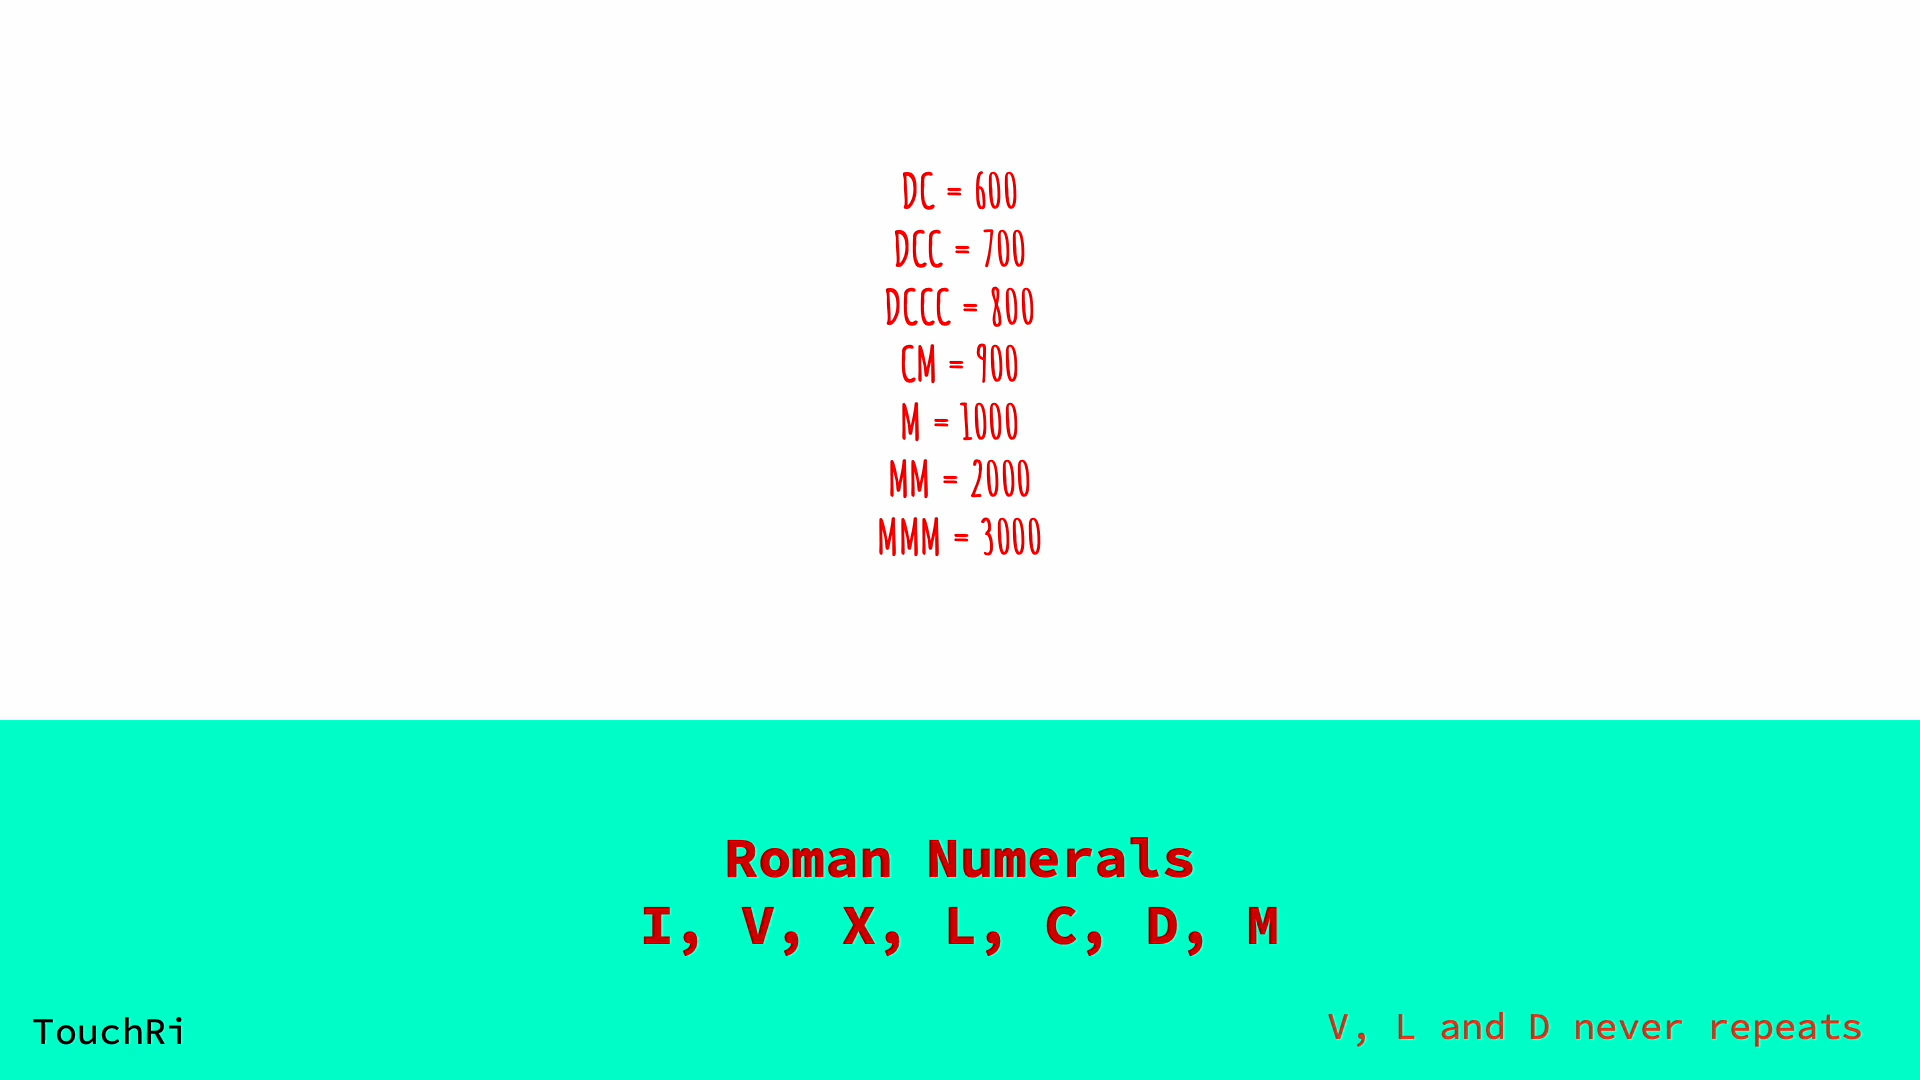 DC = 600
DCC = 700
DCCC = 800
CM = 900
M = 1000
MM = 2000
MMM = 3000
Roman Numerals
I, V, X, L, C, D, M
TouchRi
V, L and D never repeats